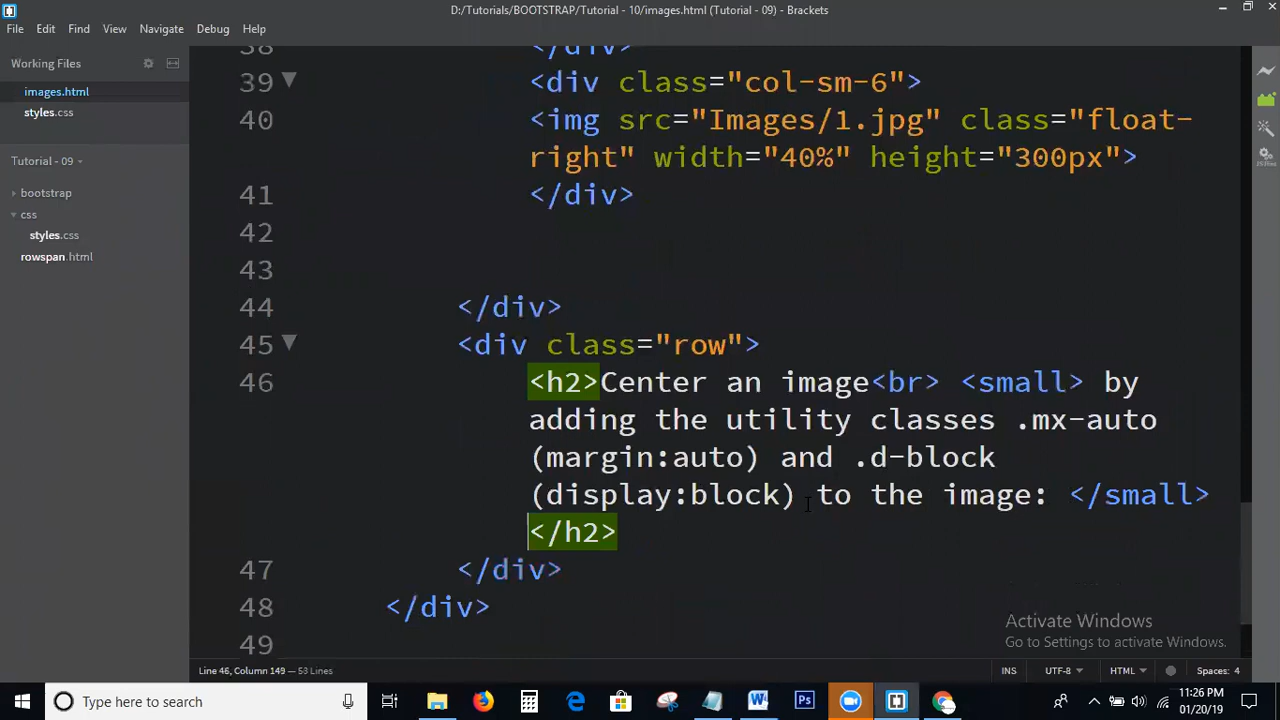 D:/Tutorials/BOOTSTRAP/Tutorial - 10/images.html (Tutorial - 09) - Brackets
File Edit Find View Navigate Debug Help
Working Files
images.html
styles.css
Tutorial - 09
bootstrap
css
styles.css
rowspan.html
38 </div>
39 <div class="col-sm-6">
40 <img src="Images/1.jpg" class="float-
right" width="40%" height="300px">
41 </div>
42
43
44 </div>
45 <div class="row">
46 <h2>Center an image<br> <small> by
adding the utility classes .mx-auto
(margin:auto) and .d-block
(display:block) to the image: </small>
</h2>
47 </div>
48 </div>
49
Activate Windows
Go to Settings to activate Windows.
Line 46, Column 149 — 53 Lines
INS UTF-8 HTML Spaces: 4
Type here to search
11:26 PM
01/20/19